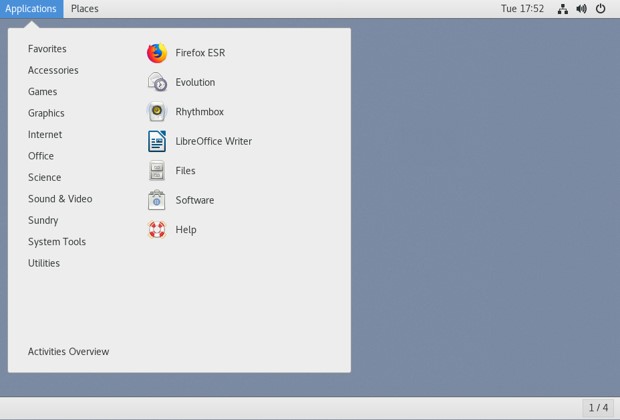 Applications Places Tue 17:52
Favorites
Accessories
Games
Graphics
Internet
Office
Science
Sound & Video
Sundry
System Tools
Utilities
Activities Overview
Firefox ESR
Evolution
Rhythmbox
LibreOffice Writer
Files
Software
Help
1 / 4